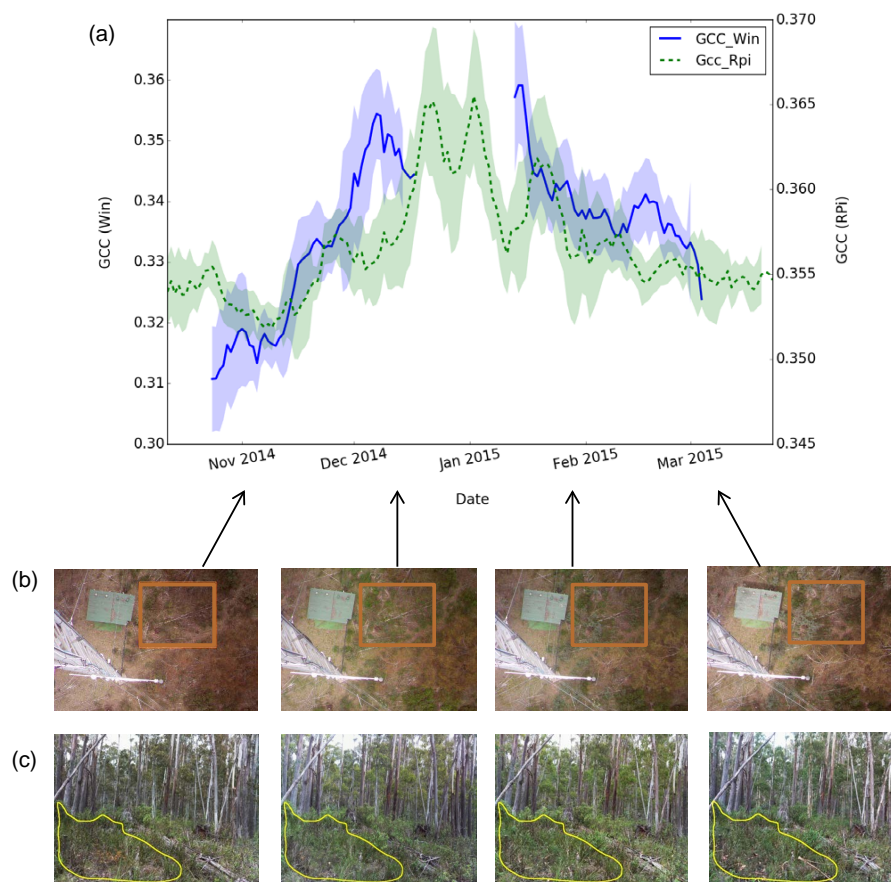 (a)
GCC_Win
Gcc_Rpi
GCC (Win)
0.36
0.35
0.34
0.33
0.32
0.31
0.30
0.370
0.365
0.360
0.355
0.350
0.345
GCC (RPi)
Nov 2014
Dec 2014
Jan 2015
Feb 2015
Mar 2015
Date
(b)
(c)